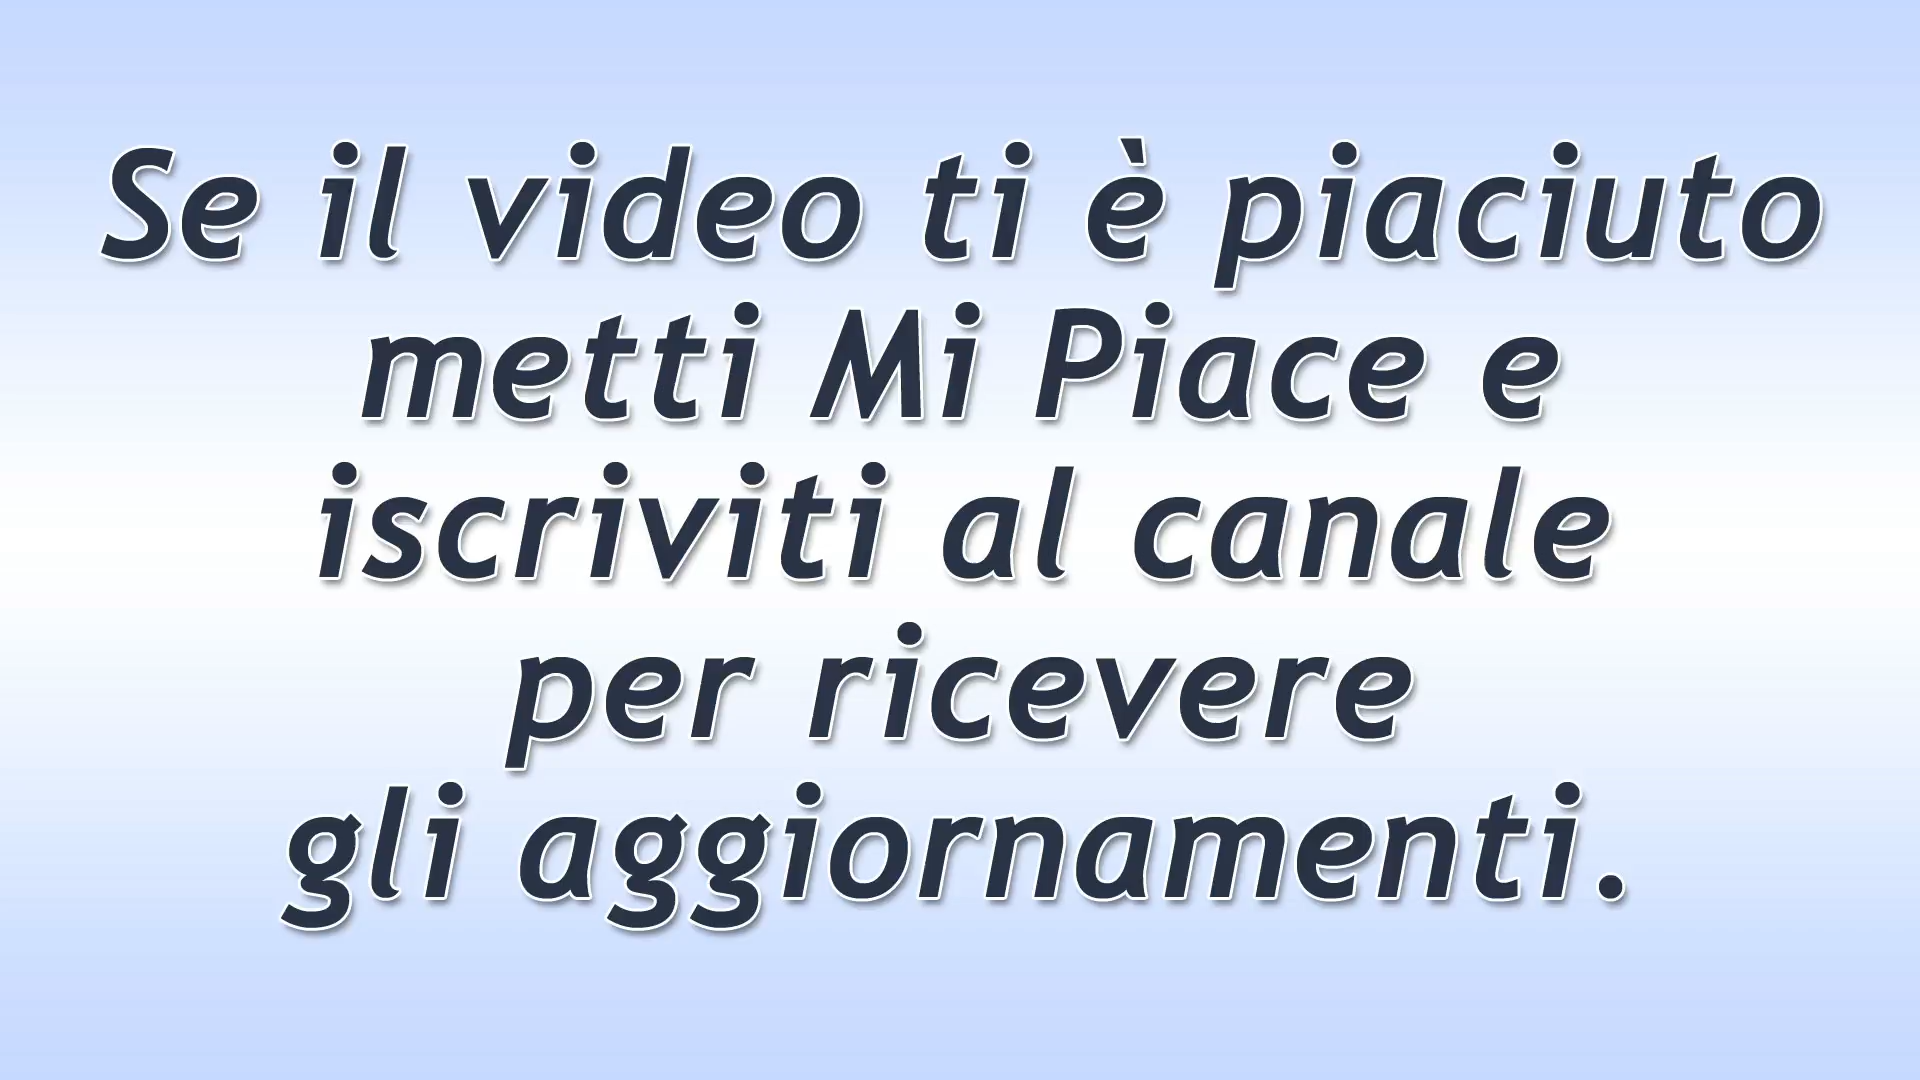 Se il video ti è piaciuto
metti Mi Piace e
iscriviti al canale
per ricevere
gli aggiornamenti.